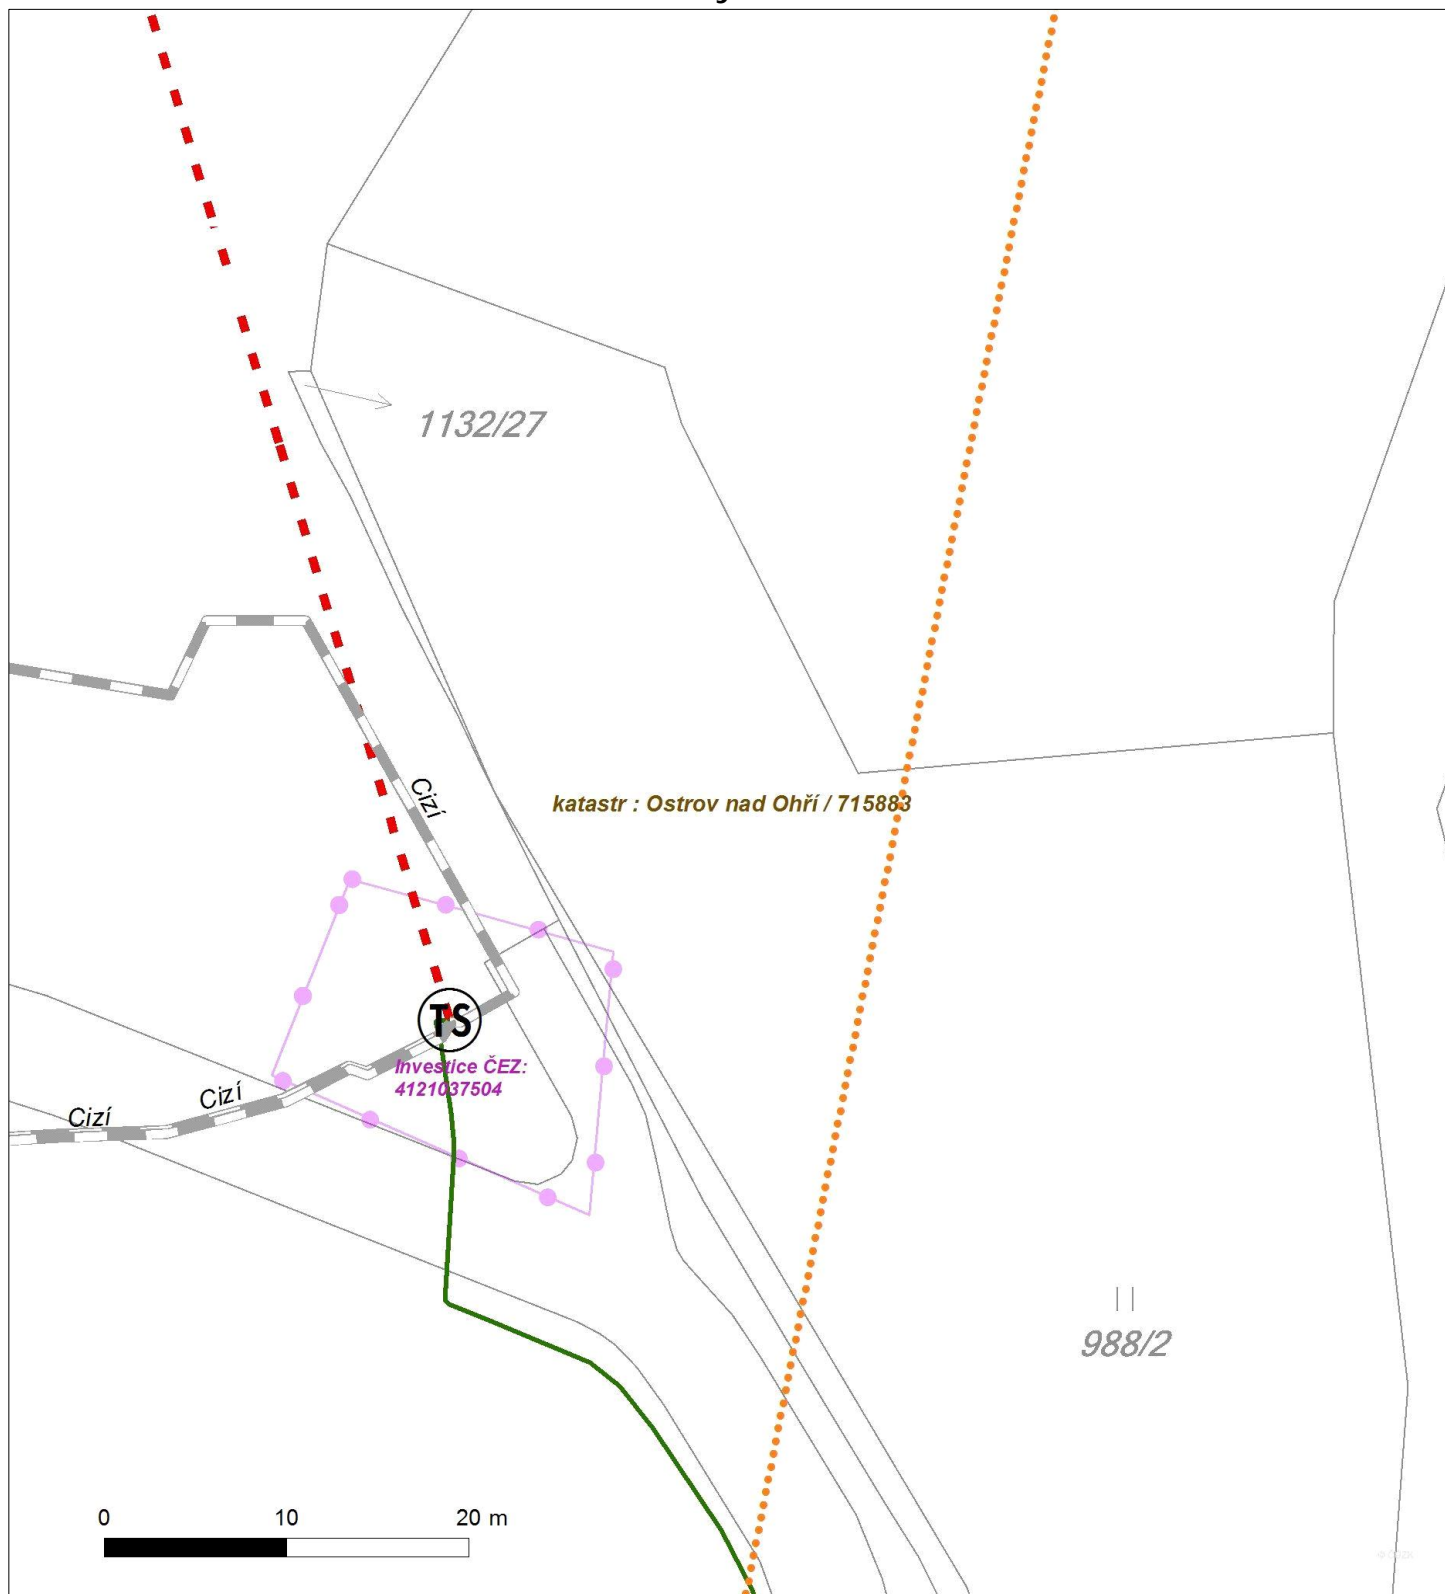 1132/27
Cizí
katastr : Ostrov nad Ohří / 715883
TS
Investice ČEZ:
4121037504
Cizí
Cizí
988/2
0 10 20 m